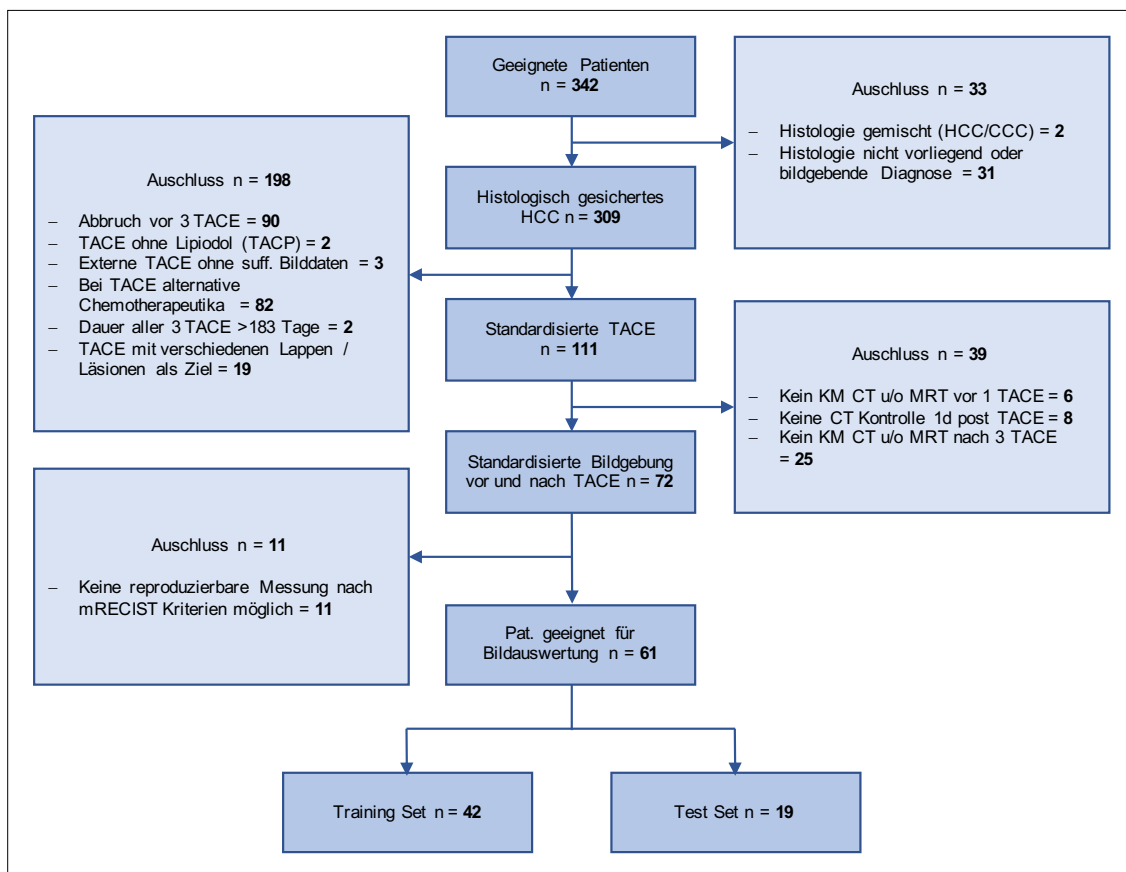 Geeignete Patienten
n = 342
Auschluss n = 33
– Histologie gemischt (HCC/CCC) = 2
– Histologie nicht vorliegend oder
bildgebende Diagnose = 31
Histologisch gesichertes
HCC n = 309
Auschluss n = 198
– Abbruch vor 3 TACE = 90
– TACE ohne Lipiodol (TACP) = 2
– Externe TACE ohne suff. Bilddaten = 3
– Bei TACE alternative
Chemotherapeutika = 82
– Dauer aller 3 TACE >183 Tage = 2
– TACE mit verschiedenen Lappen /
Läsionen als Ziel = 19
Standardisierte TACE
n = 111
Auschluss n = 39
– Kein KM CT u/o MRT vor 1 TACE = 6
– Keine CT Kontrolle 1d post TACE = 8
– Kein KM CT u/o MRT nach 3 TACE
= 25
Standardisierte Bildgebung
vor und nach TACE n = 72
Auschluss n = 11
– Keine reproduzierbare Messung nach
mRECIST Kriterien möglich = 11
Pat. geeignet für
Bildauswertung n = 61
Training Set n = 42
Test Set n = 19